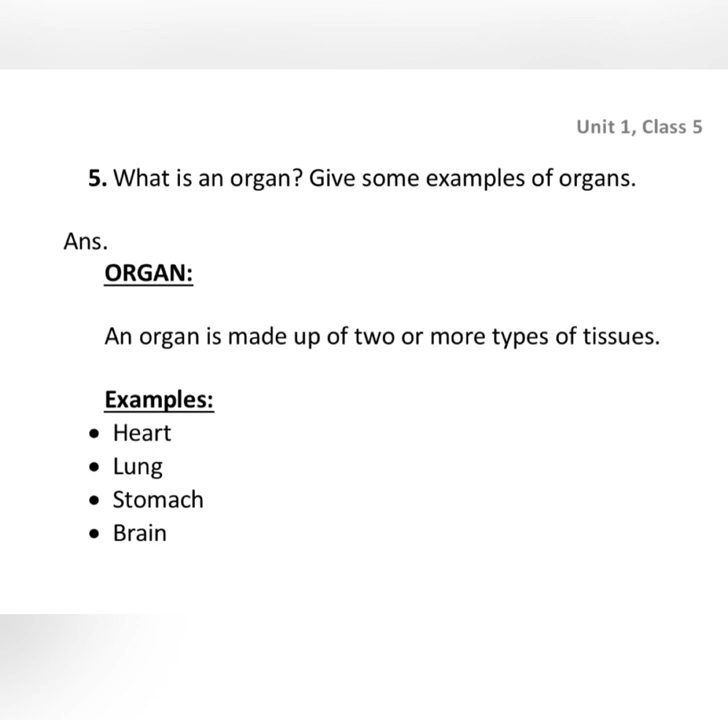 Unit 1, Class 5
5. What is an organ? Give some examples of organs.
Ans.
ORGAN:
An organ is made up of two or more types of tissues.
Examples:
• Heart
• Lung
• Stomach
• Brain